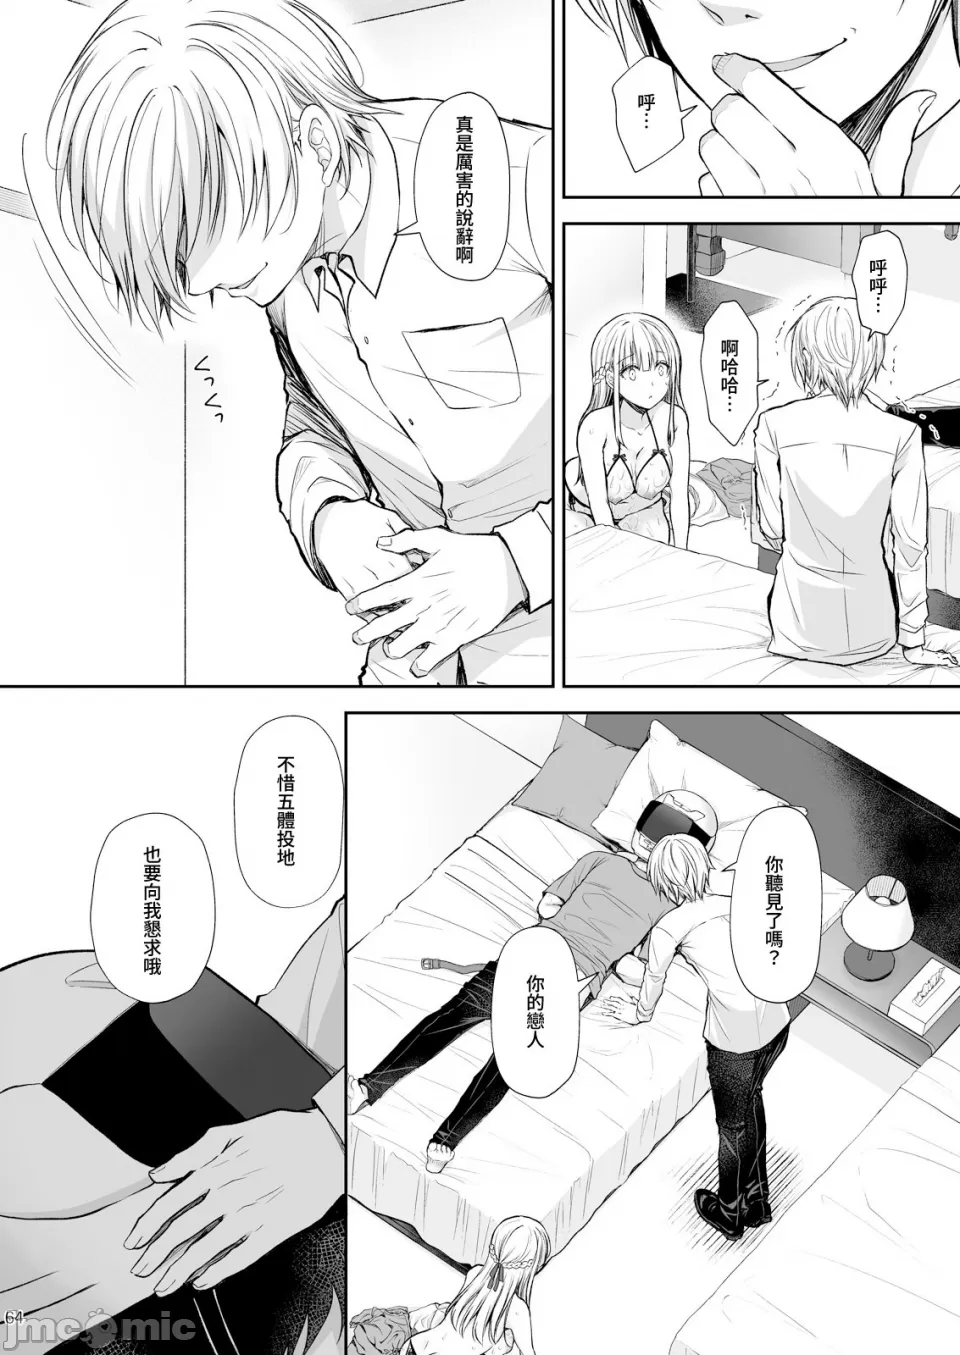 呼…
呼呼…
啊哈哈…
真是厲害的說辭啊
くっくっ
你聽見了嗎？
你的戀人
不惜五體投地
也要向我懇求哦
64
jmcomic